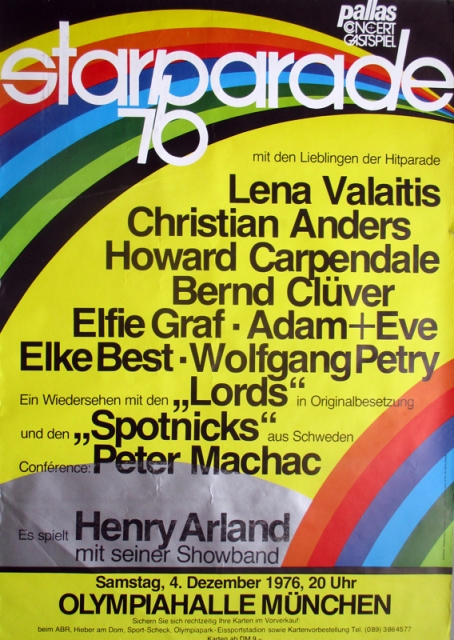 pallas
CONCERT
GASTSPIEL
starparade
76
mit den Lieblingen der Hitparade
Lena Valaitis
Christian Anders
Howard Carpendale
Bernd Clüver
Elfie Graf · Adam+Eve
Elke Best · Wolfgang Petry
Ein Wiedersehen mit den „Lords“ in Originalbesetzung
und den „Spotnicks“ aus Schweden
Conférence: Peter Machac
Es spielt Henry Arland
mit seiner Showband
Samstag, 4. Dezember 1976, 20 Uhr
OLYMPIAHALLE MÜNCHEN
Sichern Sie sich rechtzeitig Ihre Karten im Vorverkauf:
beim ABR, Hieber am Dom, Sport-Scheck, Olympiapark-Eissportstadion sowie Kartenvorbestellung Tel. (089) 3864577
Karten ab DM 9.–